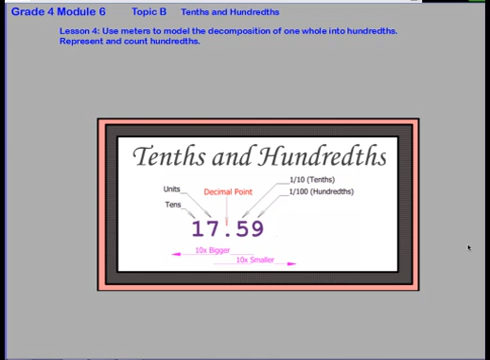 Grade 4 Module 6 Topic B Tenths and Hundredths
Lesson 4: Use meters to model the decomposition of one whole into hundredths.
Represent and count hundredths.
Tenths and Hundredths
1/10 (Tenths)
Units Decimal Point 1/100 (Hundredths)
Tens
17.59
10x Bigger
10x Smaller